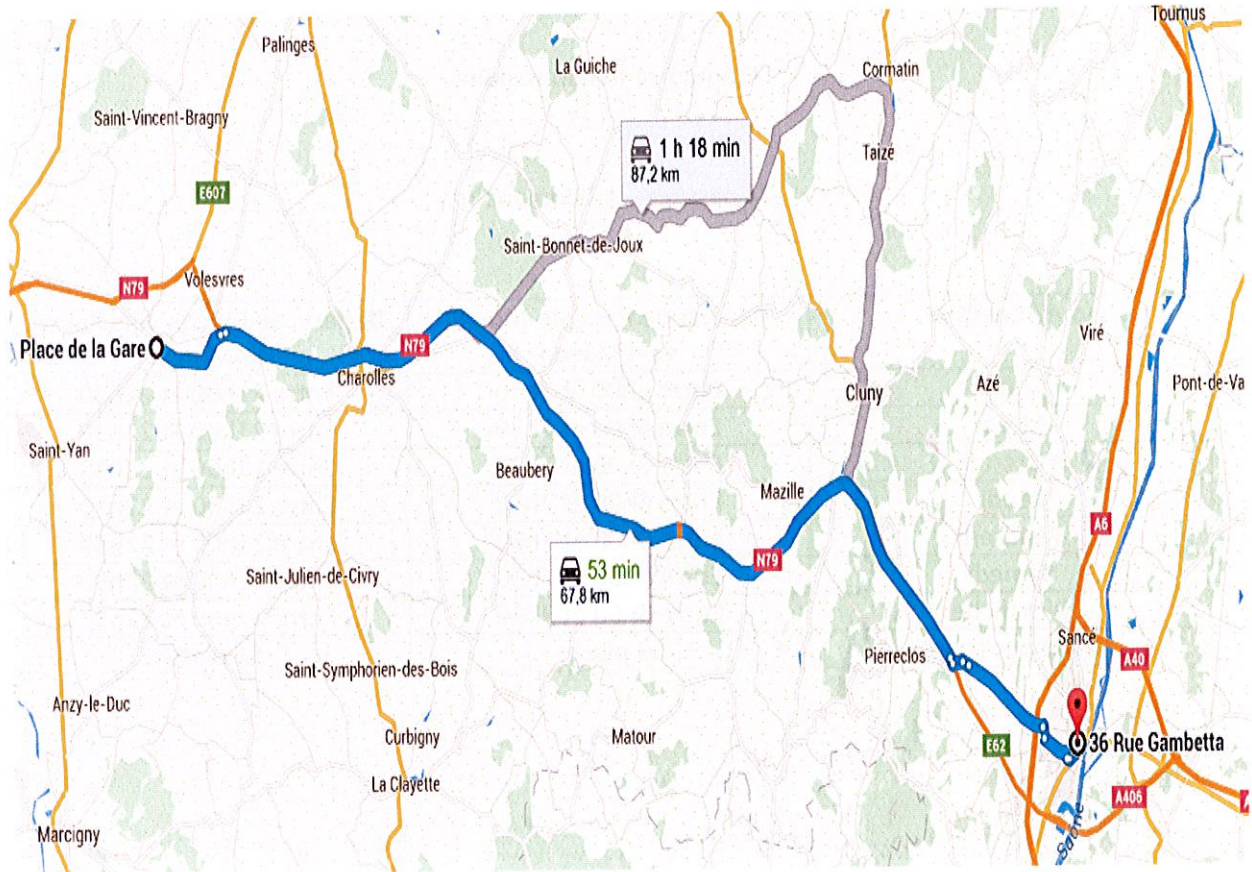 Tournus
Palinges
La Guiche
Cormatin
Saint-Vincent-Bragny
1 h 18 min
87,2 km
Taizé
E607
Saint-Bonnet-de-Joux
Volesvres
N79
Viré
Place de la Gare
N79
Charolles
Cluny
Azé
Pont-de-Va
Saint-Yan
Beaubery
Mazille
A6
N79
53 min
67,8 km
Saint-Julien-de-Civry
Sancé
Pierreclos
A40
Saint-Symphorien-des-Bois
Anzy-le-Duc
Curbigny
Matour
E62
36 Rue Gambetta
La Clayette
A406
Marcigny
Saône